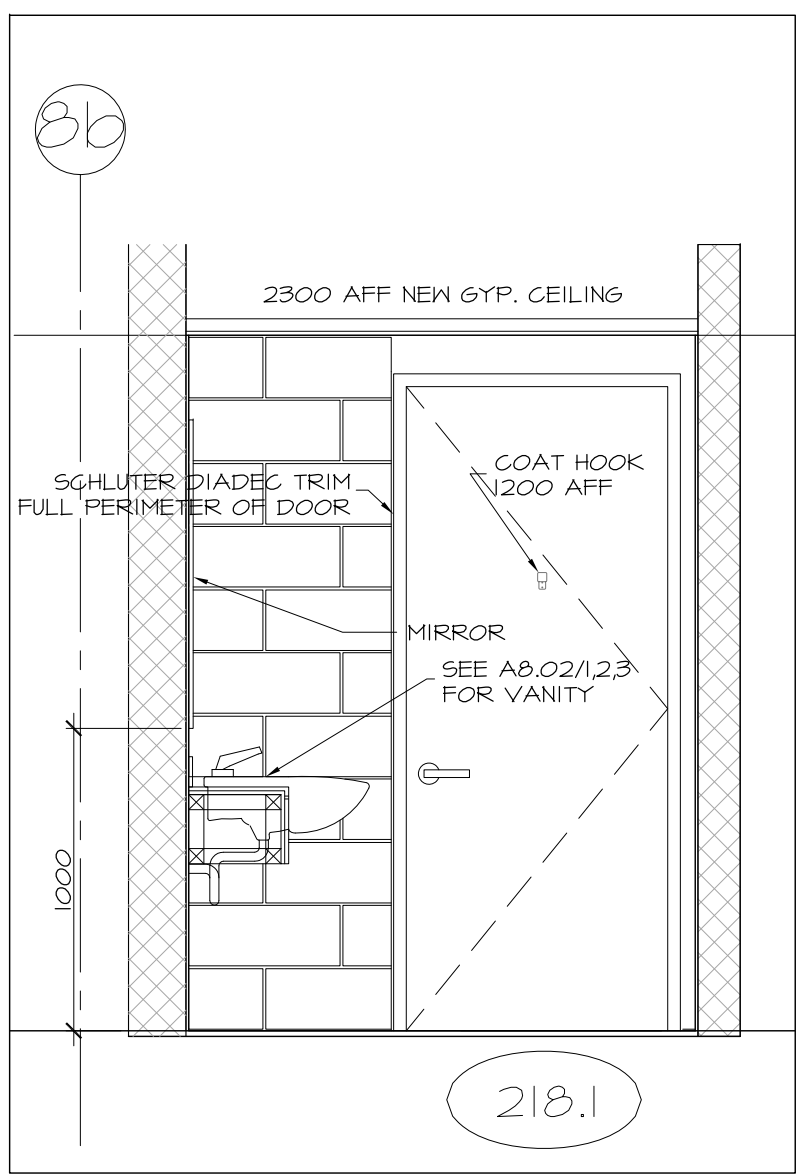 8b
2300 AFF NEW GYP. CEILING
SCHLUTER DIADEC TRIM
FULL PERIMETER OF DOOR
COAT HOOK
1200 AFF
MIRROR
SEE A8.02/1,2,3
FOR VANITY
1000
218.1